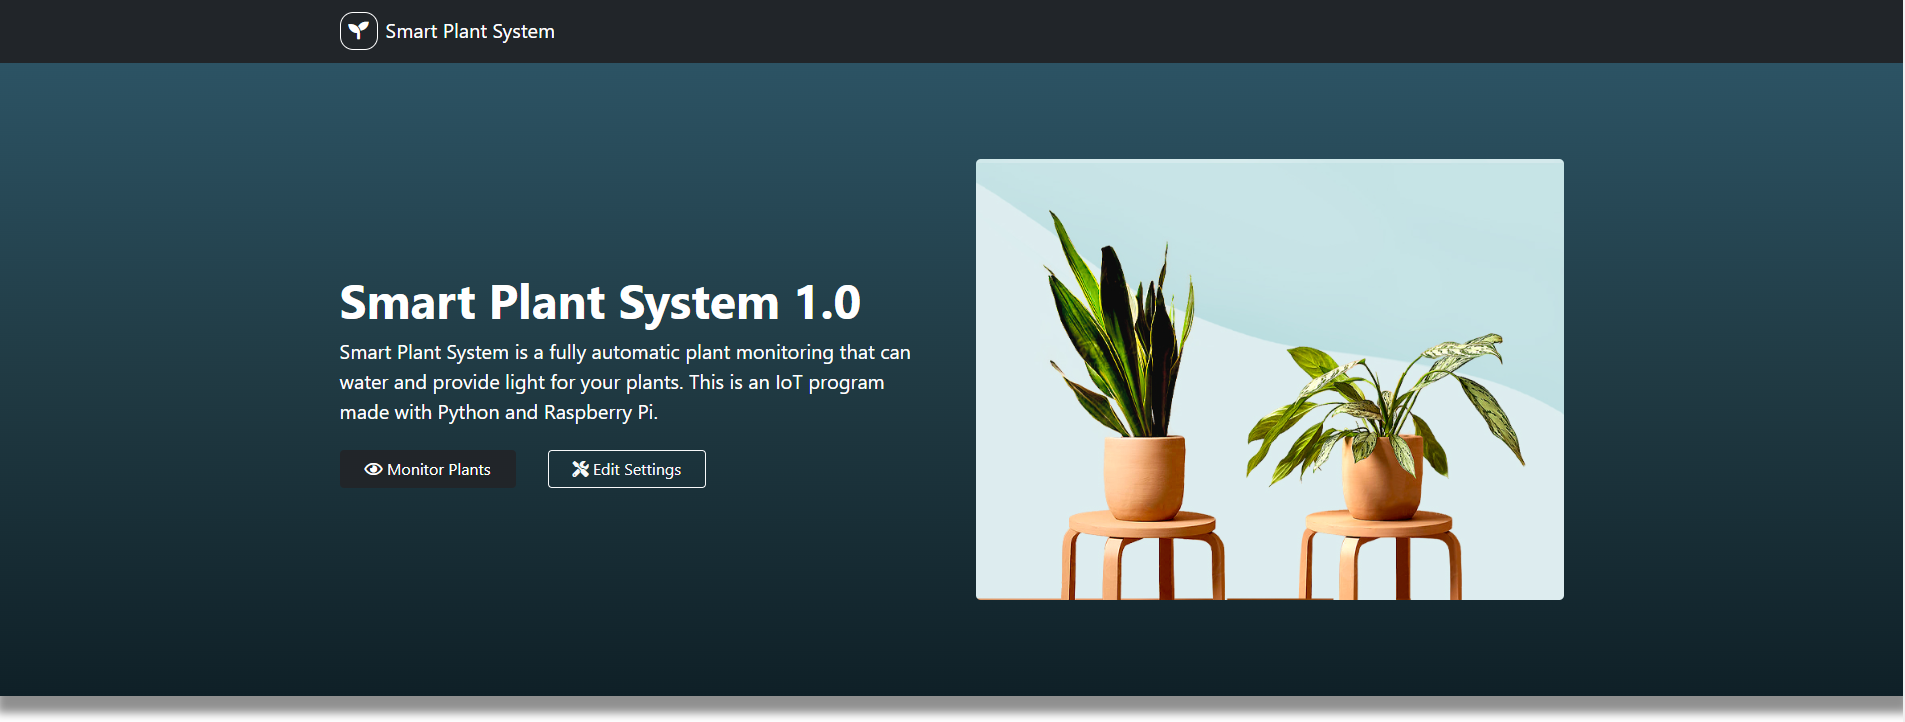 Smart Plant System
Smart Plant System 1.0
Smart Plant System is a fully automatic plant monitoring that can
water and provide light for your plants. This is an IoT program
made with Python and Raspberry Pi.
Monitor Plants
Edit Settings